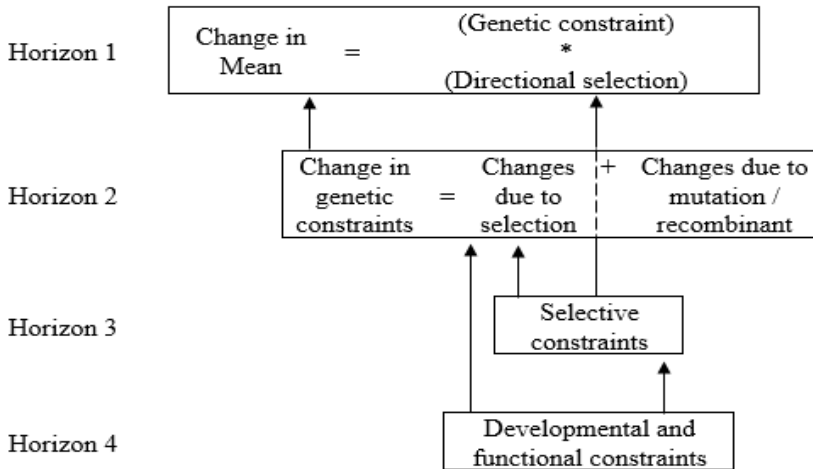 Horizon 1
Change in
Mean
=
(Genetic constraint)
*
(Directional selection)
Horizon 2
Change in
genetic
constraints
=
Changes
due to
selection
+
Changes due to
mutation /
recombinant
Horizon 3
Selective
constraints
Horizon 4
Developmental and
functional constraints